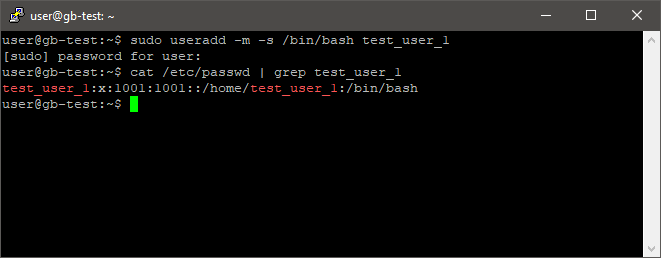 user@gb-test: ~
user@gb-test:~$ sudo useradd -m -s /bin/bash test_user_1
[sudo] password for user:
user@gb-test:~$ cat /etc/passwd | grep test_user_1
test_user_1:x:1001:1001::/home/test_user_1:/bin/bash
user@gb-test:~$